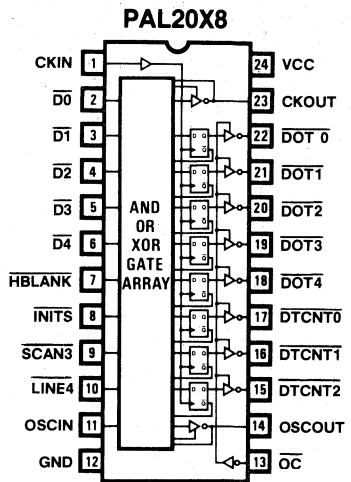 PAL20X8
CKIN 1 24 VCC
D0 2 23 CKOUT
D1 3 22 DOT 0
D2 4 21 DOT1
D3 5 20 DOT2
D4 6 19 DOT3
HBLANK 7 18 DOT4
INITS 8 17 DTCNT0
SCAN3 9 16 DTCNT1
LINE4 10 15 DTCNT2
OSCIN 11 14 OSCOUT
GND 12 13 OC
AND
OR
XOR
GATE
ARRAY